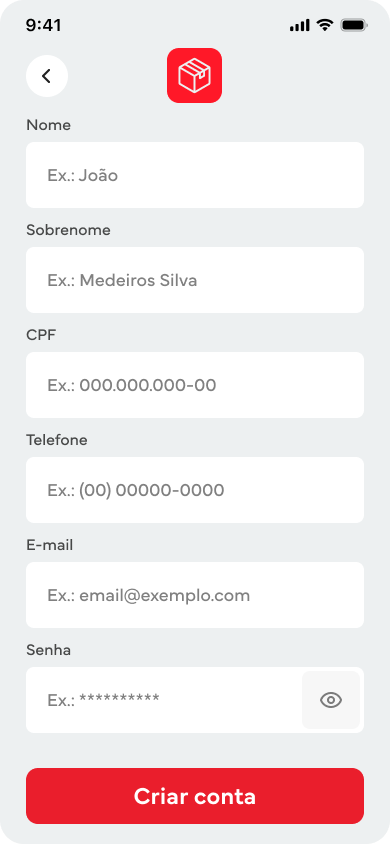 9:41
Nome
Ex.: João
Sobrenome
Ex.: Medeiros Silva
CPF
Ex.: 000.000.000-00
Telefone
Ex.: (00) 00000-0000
E-mail
Ex.: email@exemplo.com
Senha
Ex.: **********
Criar conta